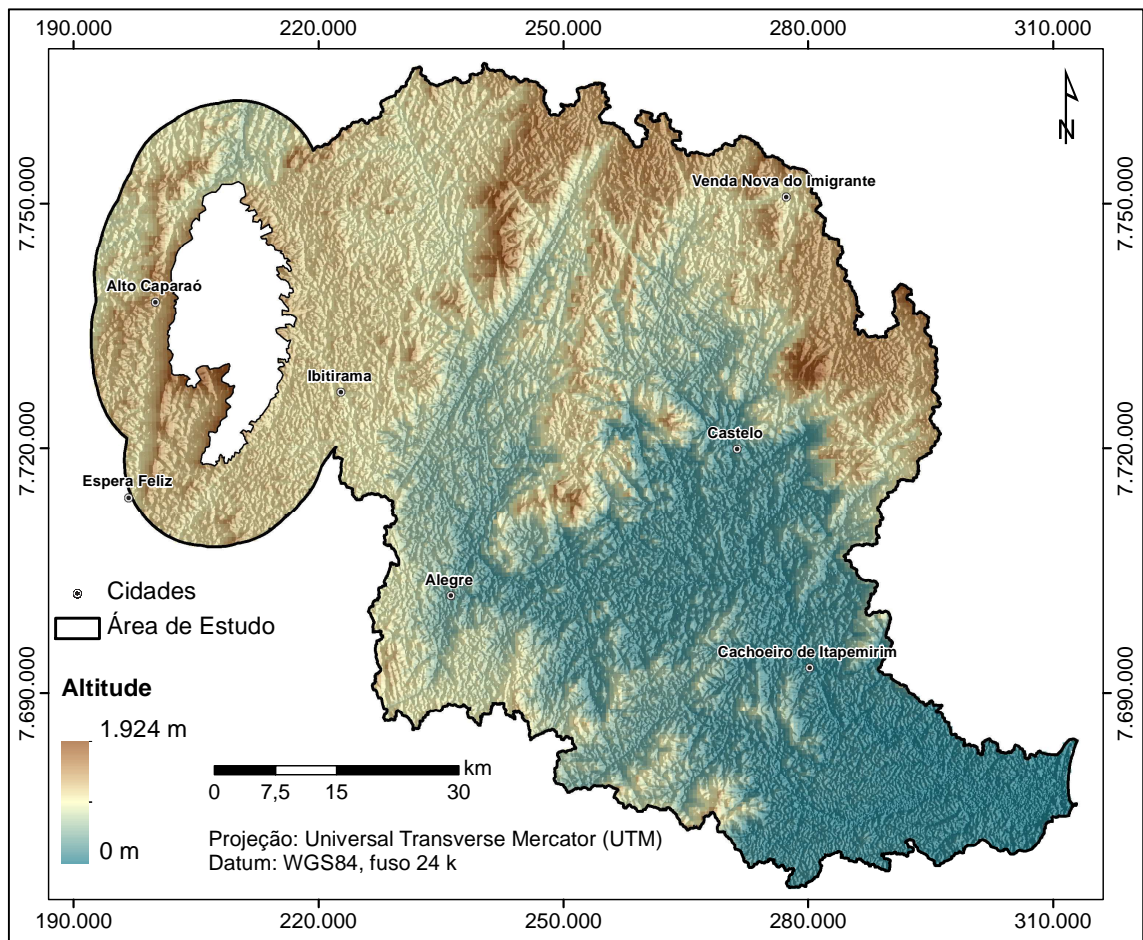 190.000 220.000 250.000 280.000 310.000
N
7.750.000 7.750.000
Venda Nova do Imigrante
Alto Caparaó
Ibitirama
7.720.000 7.720.000
Castelo
Espera Feliz
Alegre
Cidades
Área de Estudo
Cachoeiro de Itapemirim
7.690.000 7.690.000
Altitude
1.924 m
0 m
km
0 7,5 15 30
Projeção: Universal Transverse Mercator (UTM)
Datum: WGS84, fuso 24 k
190.000 220.000 250.000 280.000 310.000